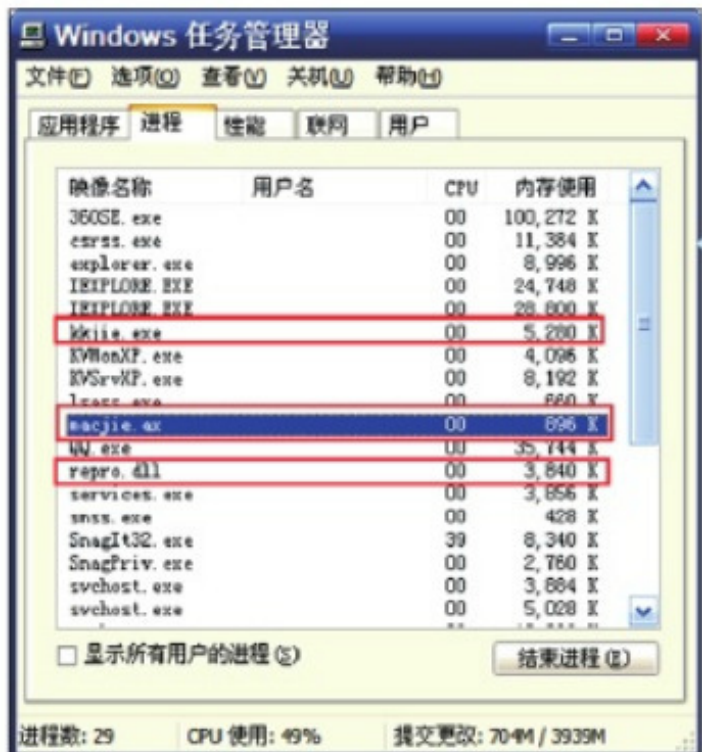 Windows 任务管理器
文件(F) 选项(O) 查看(V) 关机(U) 帮助(H)
应用程序 进程 性能 联网 用户
映像名称 用户名 CPU 内存使用
360SE.exe 00 100,272 K
csrss.exe 00 11,384 K
explorer.exe 00 8,996 K
IEXPLORE.EXE 00 24,748 K
IEXPLORE.EXE 00 28,800 K
kkjie.exe 00 5,280 K
KVMonXP.exe 00 4,096 K
KVSrvXP.exe 00 8,192 K
lsass.exe 00 660 K
macjie.ax 00 896 K
QQ.exe 00 35,744 K
repro.dll 00 3,840 K
services.exe 00 3,856 K
smss.exe 00 428 K
SnagIt32.exe 39 8,340 K
SnagPriv.exe 00 2,760 K
svchost.exe 00 3,884 K
svchost.exe 00 5,028 K
显示所有用户的进程(S) 结束进程(E)
进程数: 29 CPU 使用: 49% 提交更改: 704M / 3939M